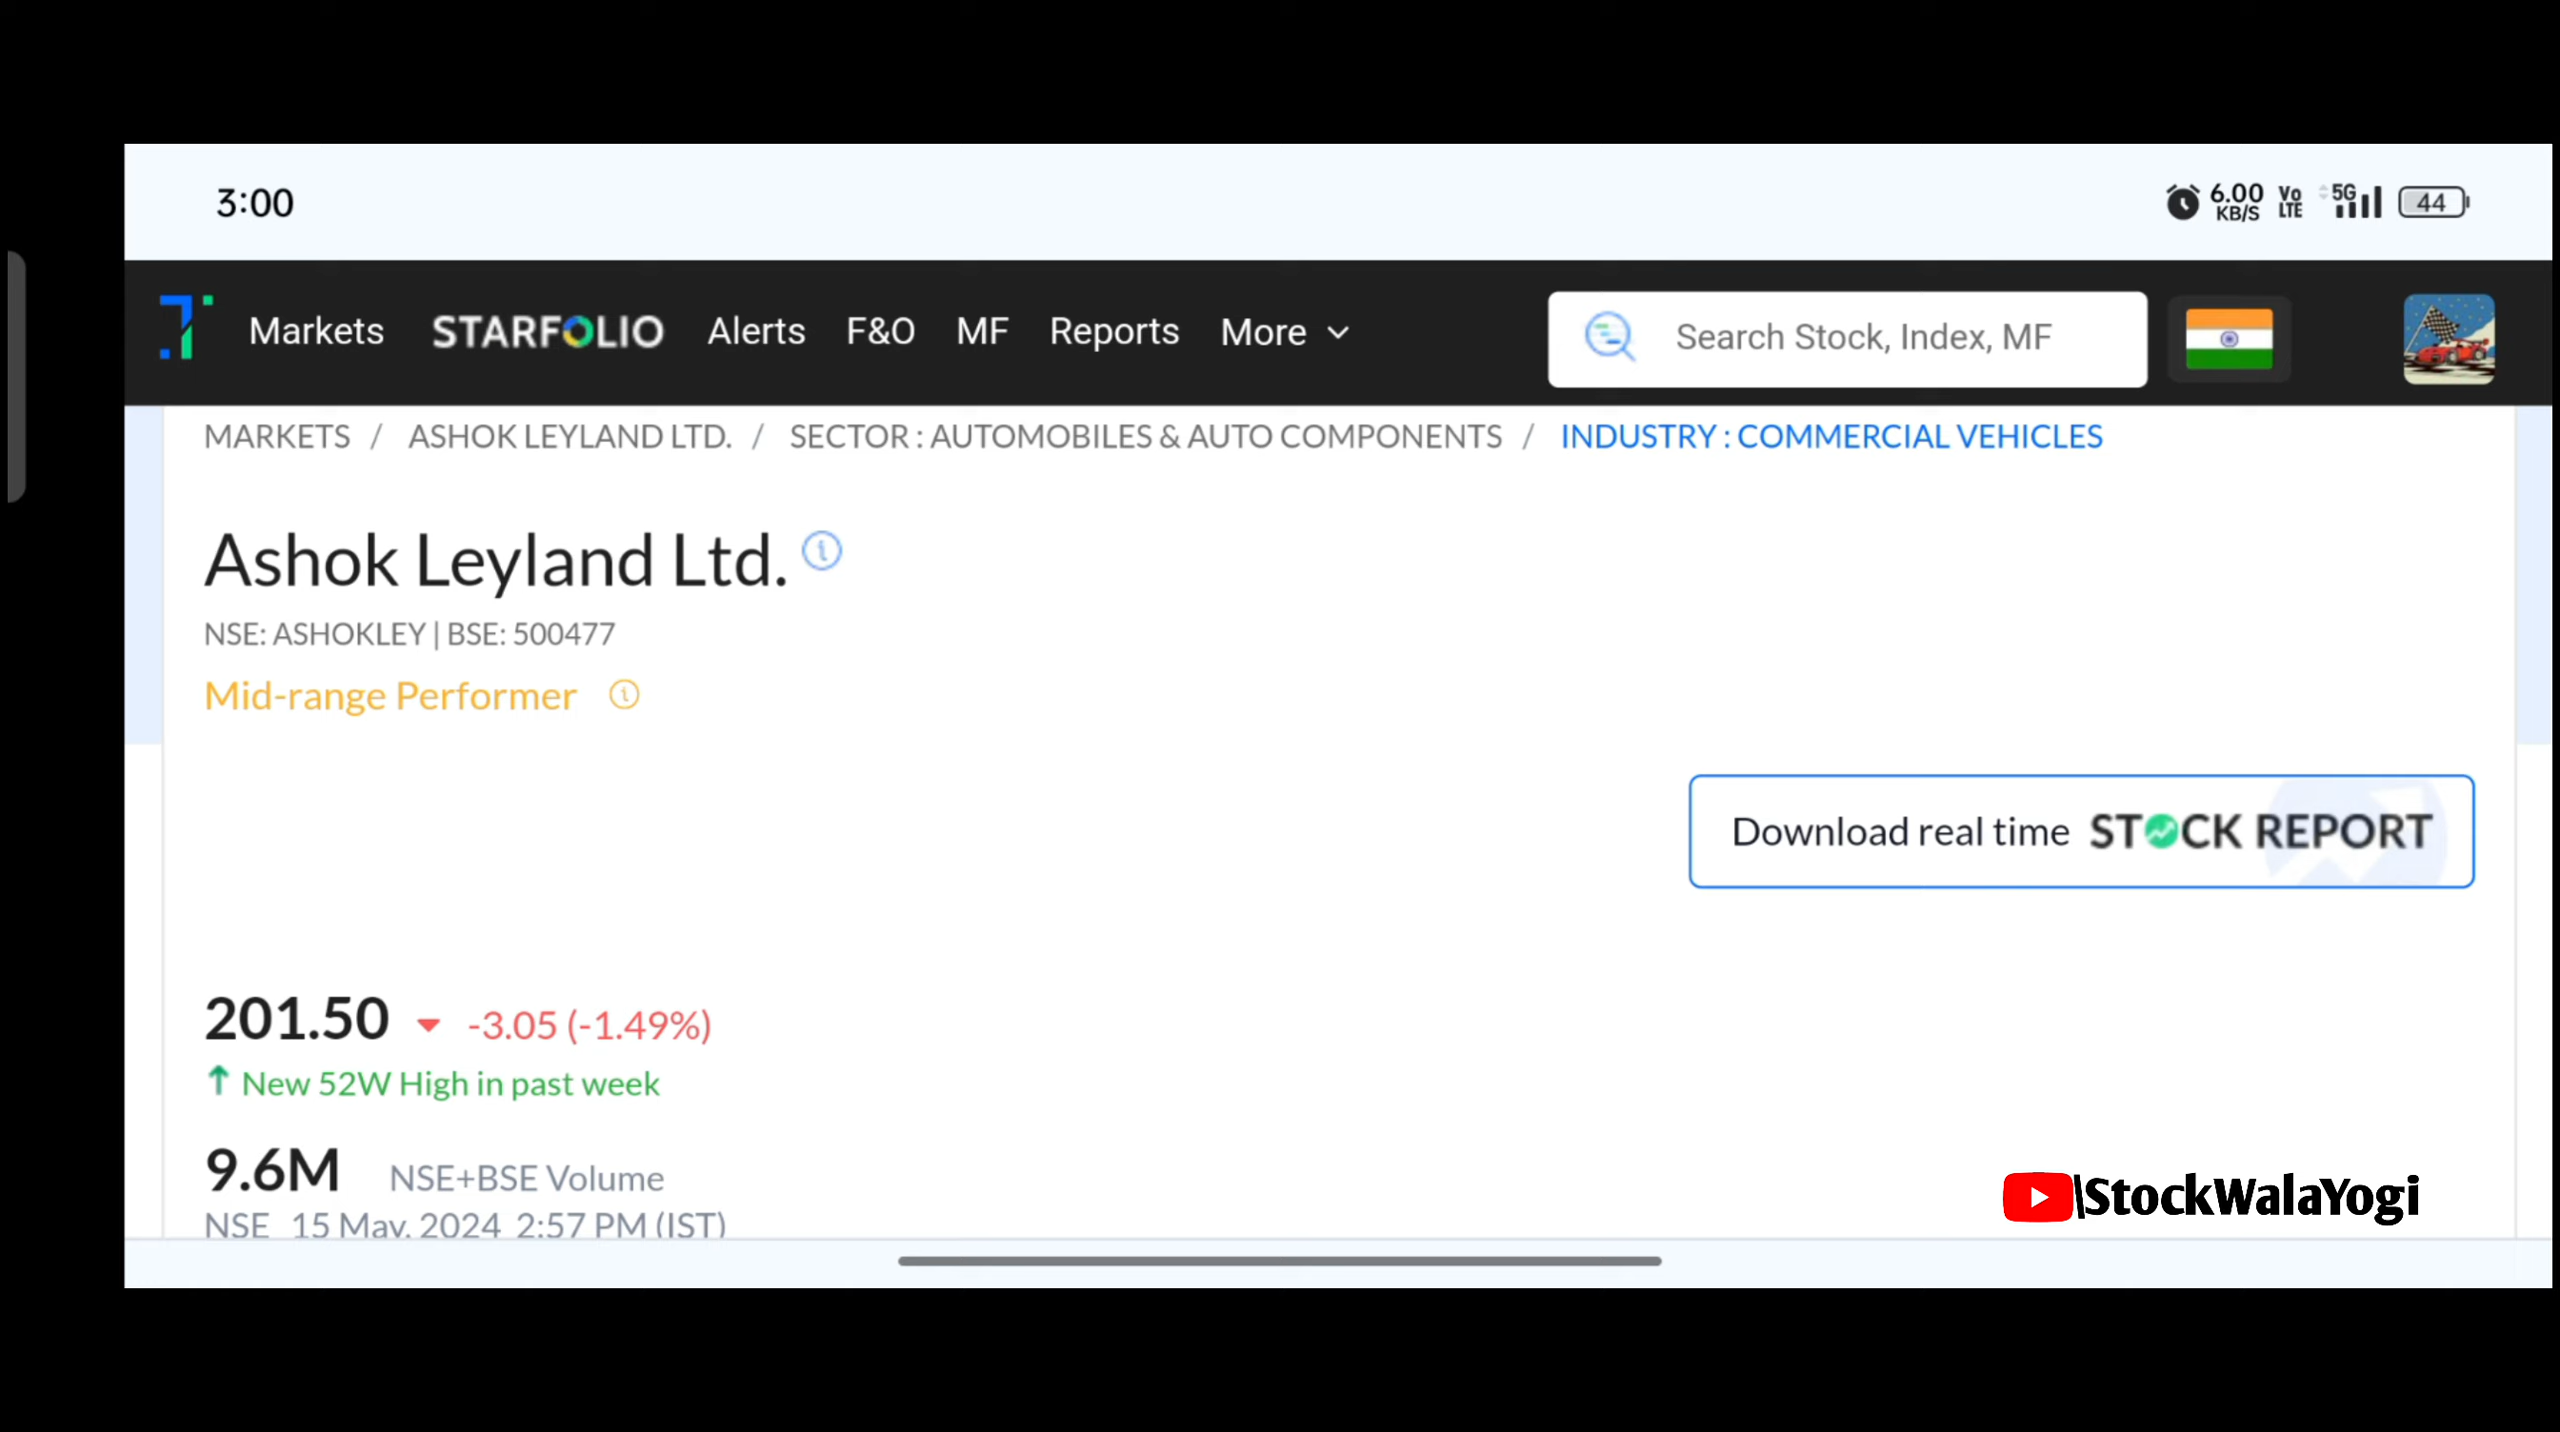 3:00
6.00 KB/S Vo LTE 5G 44
Markets STARFOLIO Alerts F&O MF Reports More Search Stock, Index, MF
MARKETS / ASHOK LEYLAND LTD. / SECTOR : AUTOMOBILES & AUTO COMPONENTS / INDUSTRY : COMMERCIAL VEHICLES
Ashok Leyland Ltd.
NSE: ASHOKLEY | BSE: 500477
Mid-range Performer
Download real time STOCK REPORT
201.50 -3.05 (-1.49%)
New 52W High in past week
9.6M NSE+BSE Volume
NSE 15 May, 2024 2:57 PM (IST)
\StockWalaYogi